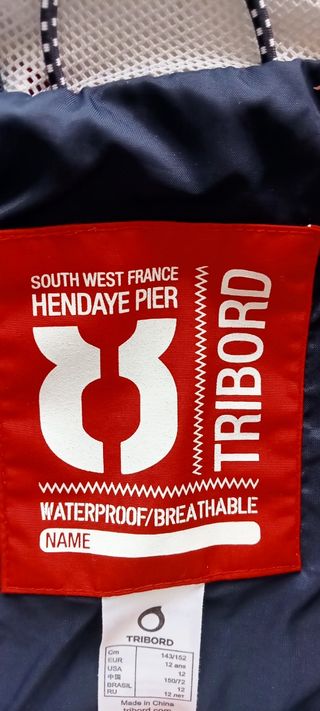 SOUTH WEST FRANCE
HENDAYE PIER
TRIBORD
WATERPROOF/BREATHABLE
NAME
TRIBORD
Cm 143/152
EUR 12 ans
USA 12
中国 150/72
BRASIL 12
RU 12 лет
Made in China
tribord.com